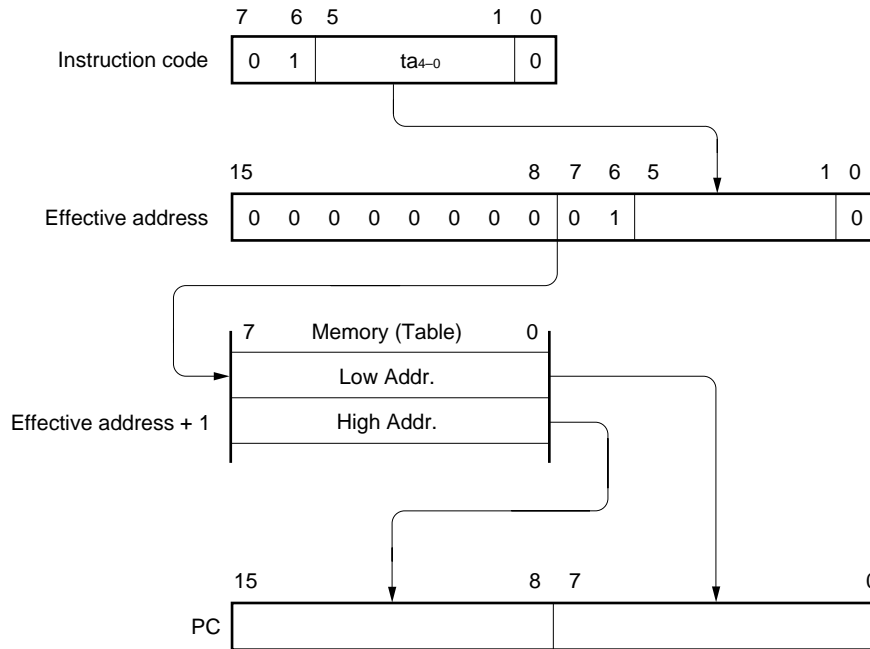 7 6 5 1 0
Instruction code 0 1 ta4–0 0
15 8 7 6 5 1 0
Effective address 0 0 0 0 0 0 0 0 0 1 0
7 Memory (Table) 0
Low Addr.
Effective address + 1 High Addr.
15 8 7 0
PC